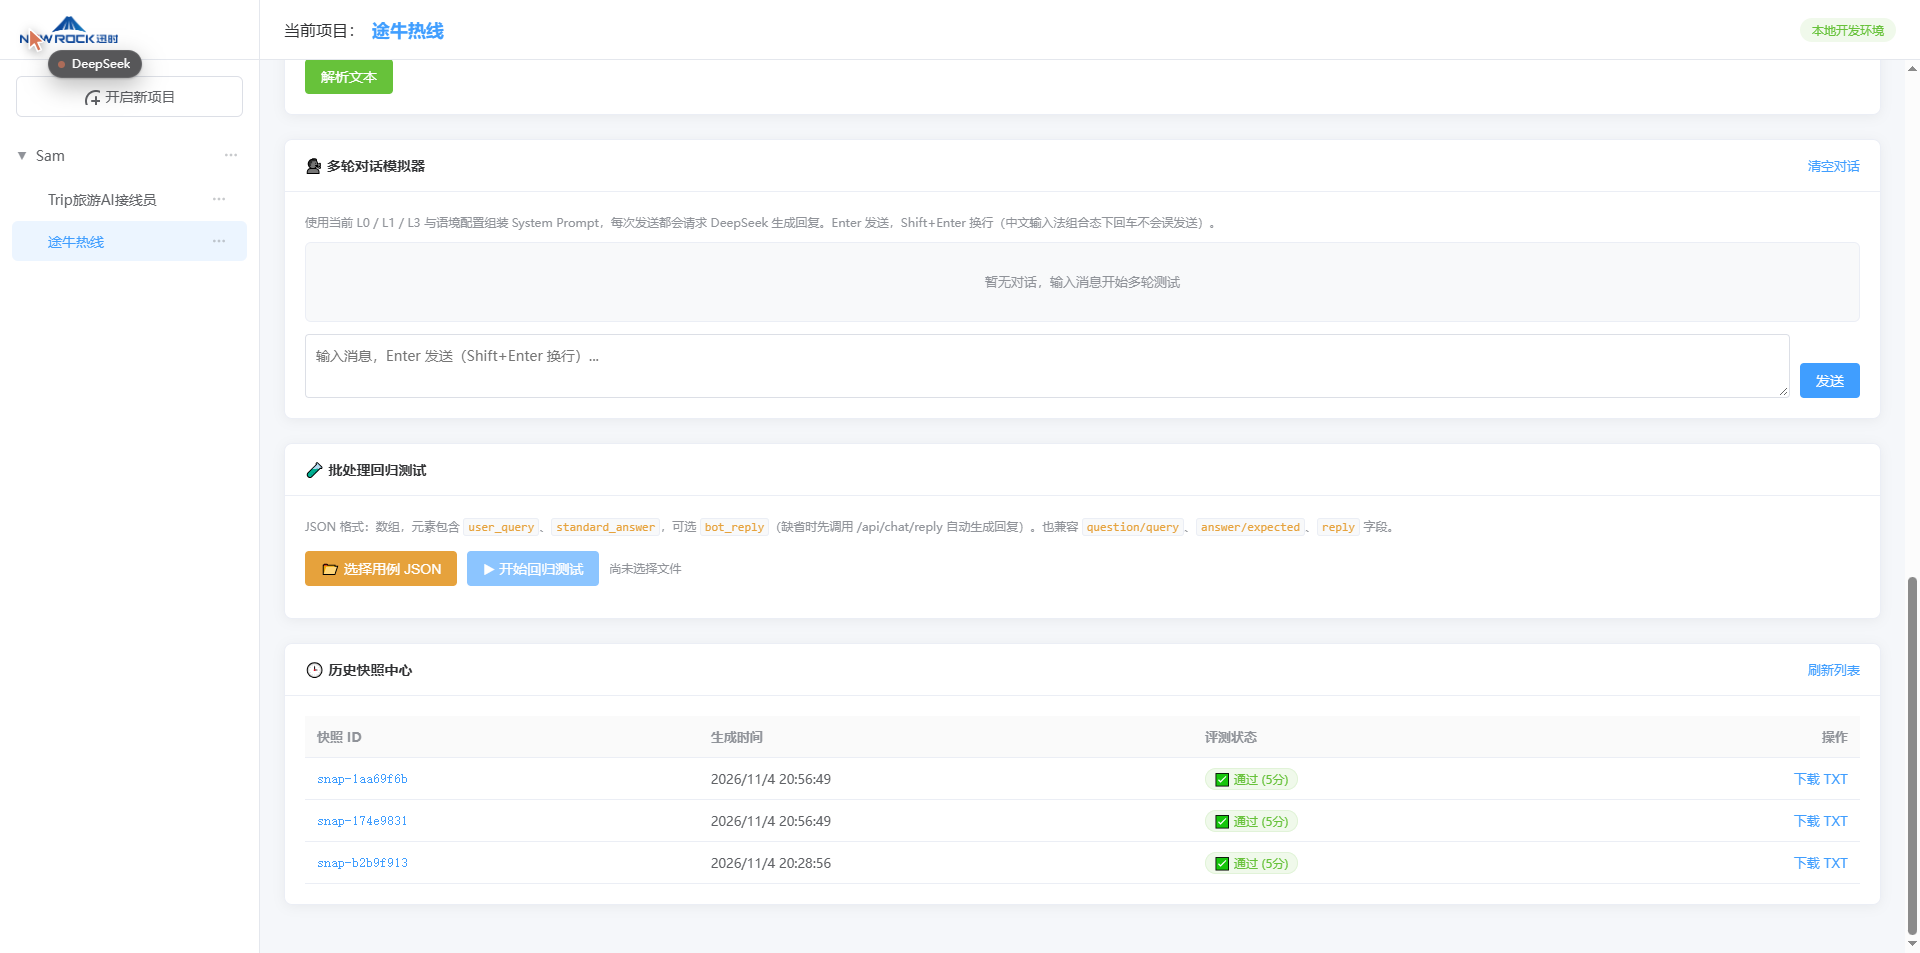 NEWROCK 迅时
DeepSeek
开启新项目
Sam
Trip旅游AI接线员
途牛热线
当前项目： 途牛热线
本地开发环境
解析文本
多轮对话模拟器
清空对话
使用当前 L0 / L1 / L3 与语境配置组装 System Prompt，每次发送都会请求 DeepSeek 生成回复。Enter 发送，Shift+Enter 换行（中文输入法组合态下回车不会误发送）。
暂无对话，输入消息开始多轮测试
输入消息，Enter 发送（Shift+Enter 换行）...
发送
批处理回归测试
JSON 格式：数组，元素包含 user_query、standard_answer，可选 bot_reply（缺省时先调用 /api/chat/reply 自动生成回复）。也兼容 question/query、answer/expected、reply 字段。
选择用例 JSON
▶ 开始回归测试
尚未选择文件
历史快照中心
刷新列表
快照 ID 生成时间 评测状态 操作
snap-1aa69f6b 2026/11/4 20:56:49 ✅ 通过 (5分) 下载 TXT
snap-174e9831 2026/11/4 20:56:49 ✅ 通过 (5分) 下载 TXT
snap-b2b9f913 2026/11/4 20:28:56 ✅ 通过 (5分) 下载 TXT